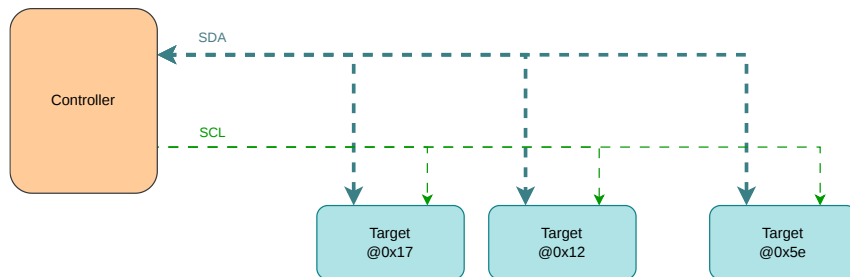 SDA
Controller
SCL
Target
@0x17
Target
@0x12
Target
@0x5e